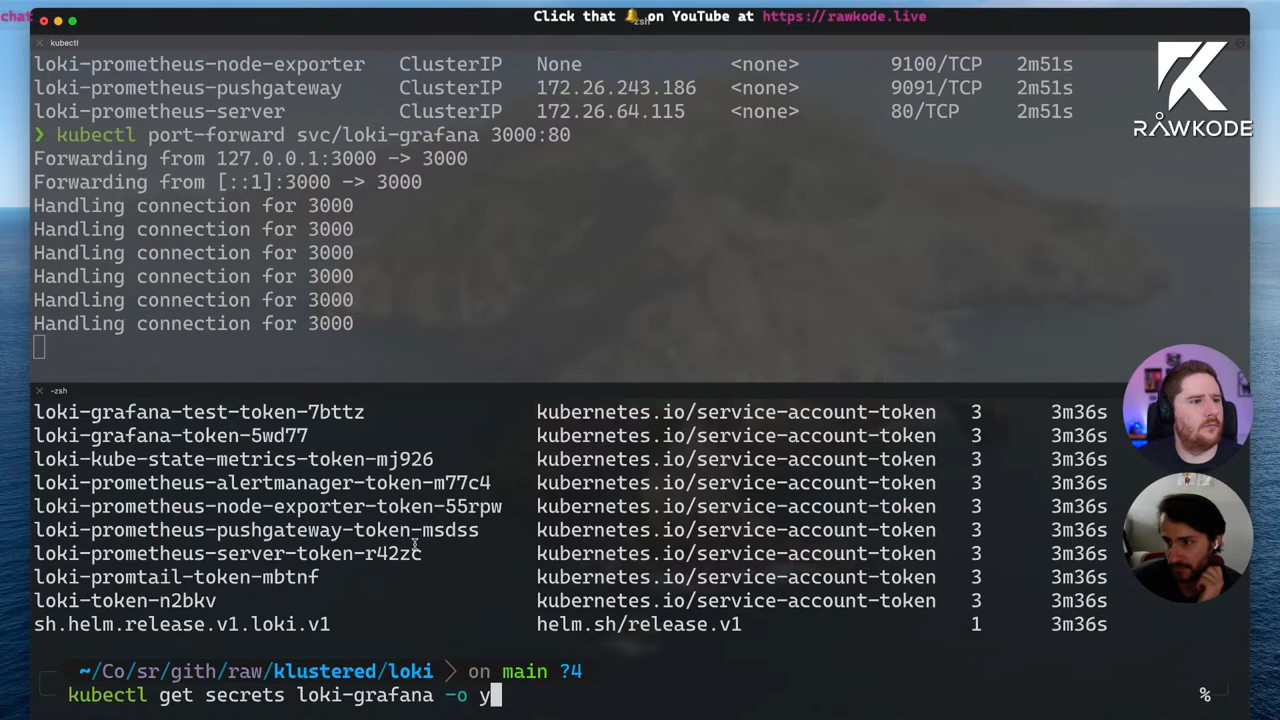 chat
Click that 🔔 on YouTube at https://rawkode.live
-zsh
kubectl
loki-prometheus-node-exporter ClusterIP None <none> 9100/TCP 2m51s
loki-prometheus-pushgateway ClusterIP 172.26.243.186 <none> 9091/TCP 2m51s
loki-prometheus-server ClusterIP 172.26.64.115 <none> 80/TCP 2m51s
❯ kubectl port-forward svc/loki-grafana 3000:80
Forwarding from 127.0.0.1:3000 -> 3000
Forwarding from [::1]:3000 -> 3000
Handling connection for 3000
Handling connection for 3000
Handling connection for 3000
Handling connection for 3000
Handling connection for 3000
Handling connection for 3000
RAWKODE
-zsh
loki-grafana-test-token-7bttz kubernetes.io/service-account-token 3 3m36s
loki-grafana-token-5wd77 kubernetes.io/service-account-token 3 3m36s
loki-kube-state-metrics-token-mj926 kubernetes.io/service-account-token 3 3m36s
loki-prometheus-alertmanager-token-m77c4 kubernetes.io/service-account-token 3 3m36s
loki-prometheus-node-exporter-token-55rpw kubernetes.io/service-account-token 3 3m36s
loki-prometheus-pushgateway-token-msdss kubernetes.io/service-account-token 3 3m36s
loki-prometheus-server-token-r42zc kubernetes.io/service-account-token 3 3m36s
loki-promtail-token-mbtnf kubernetes.io/service-account-token 3 3m36s
loki-token-n2bkv kubernetes.io/service-account-token 3 3m36s
sh.helm.release.v1.loki.v1 helm.sh/release.v1 1 3m36s
~/Co/sr/gith/raw/klustered/loki on main ?4
kubectl get secrets loki-grafana -o y %